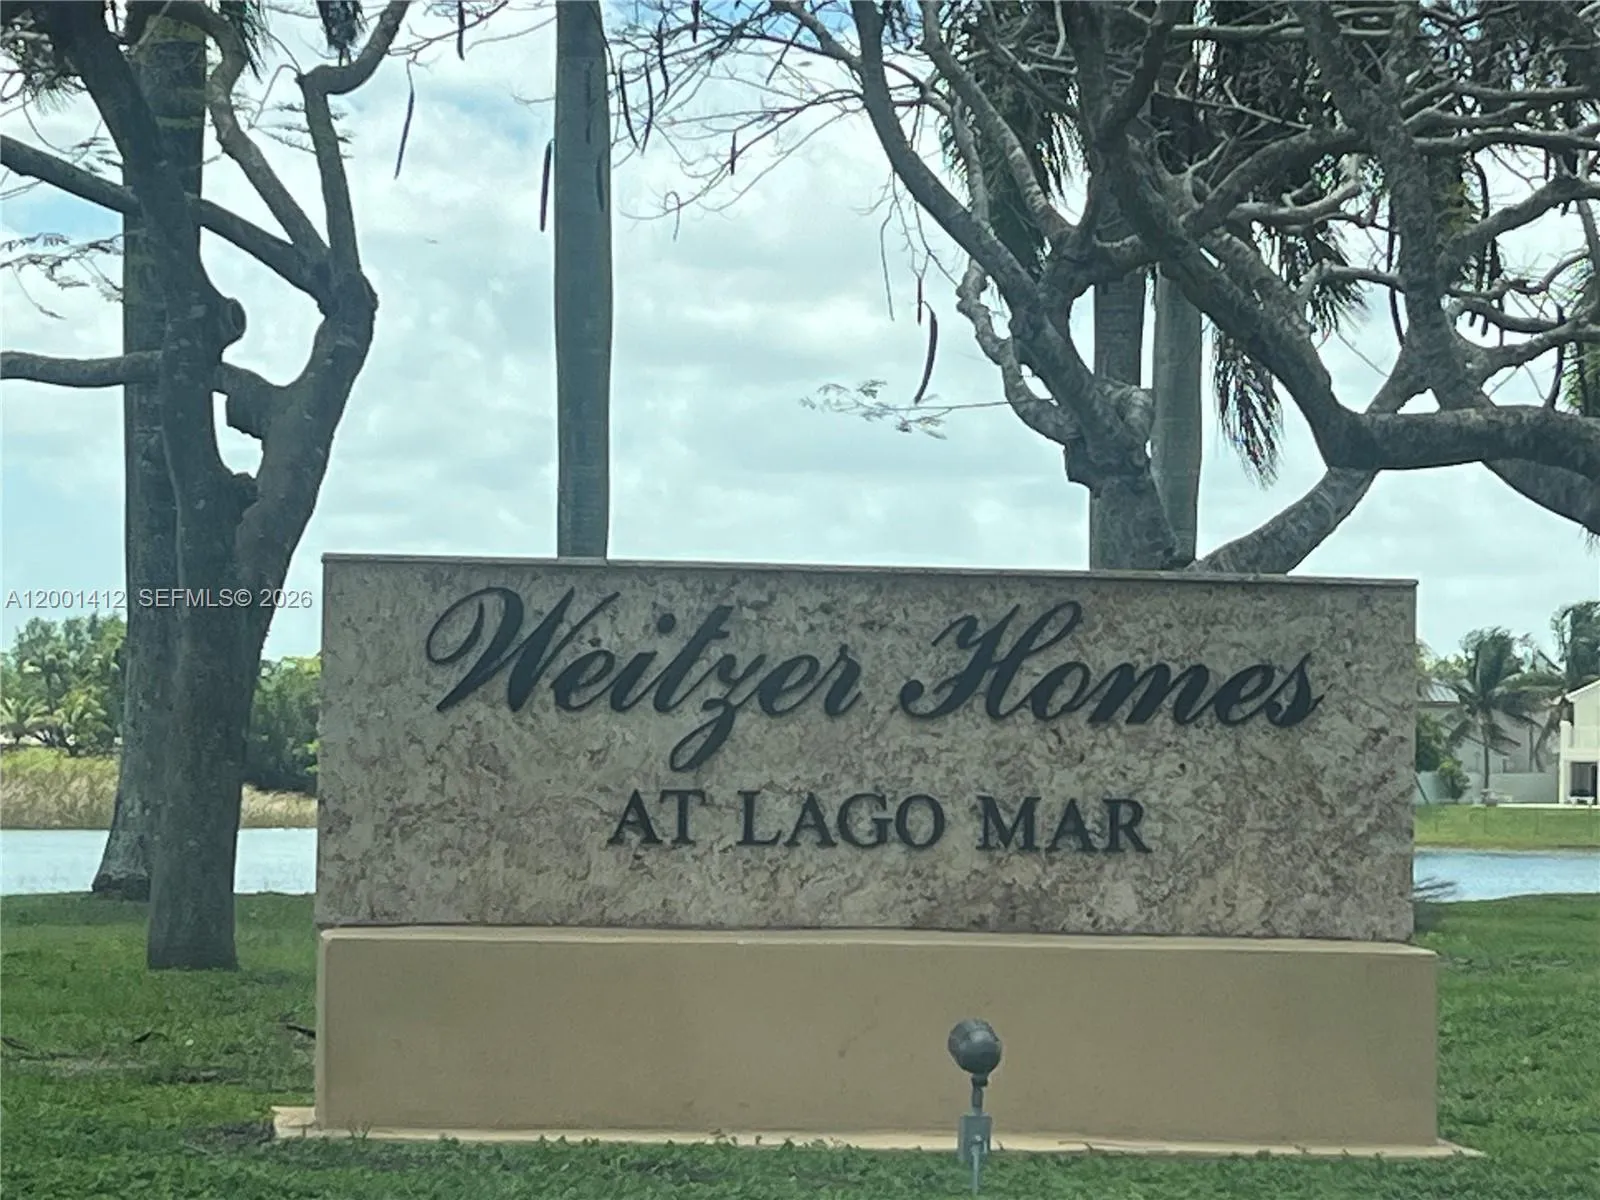 A12001412 SEFMLS© 2026
Weitzer Homes
AT LAGO MAR